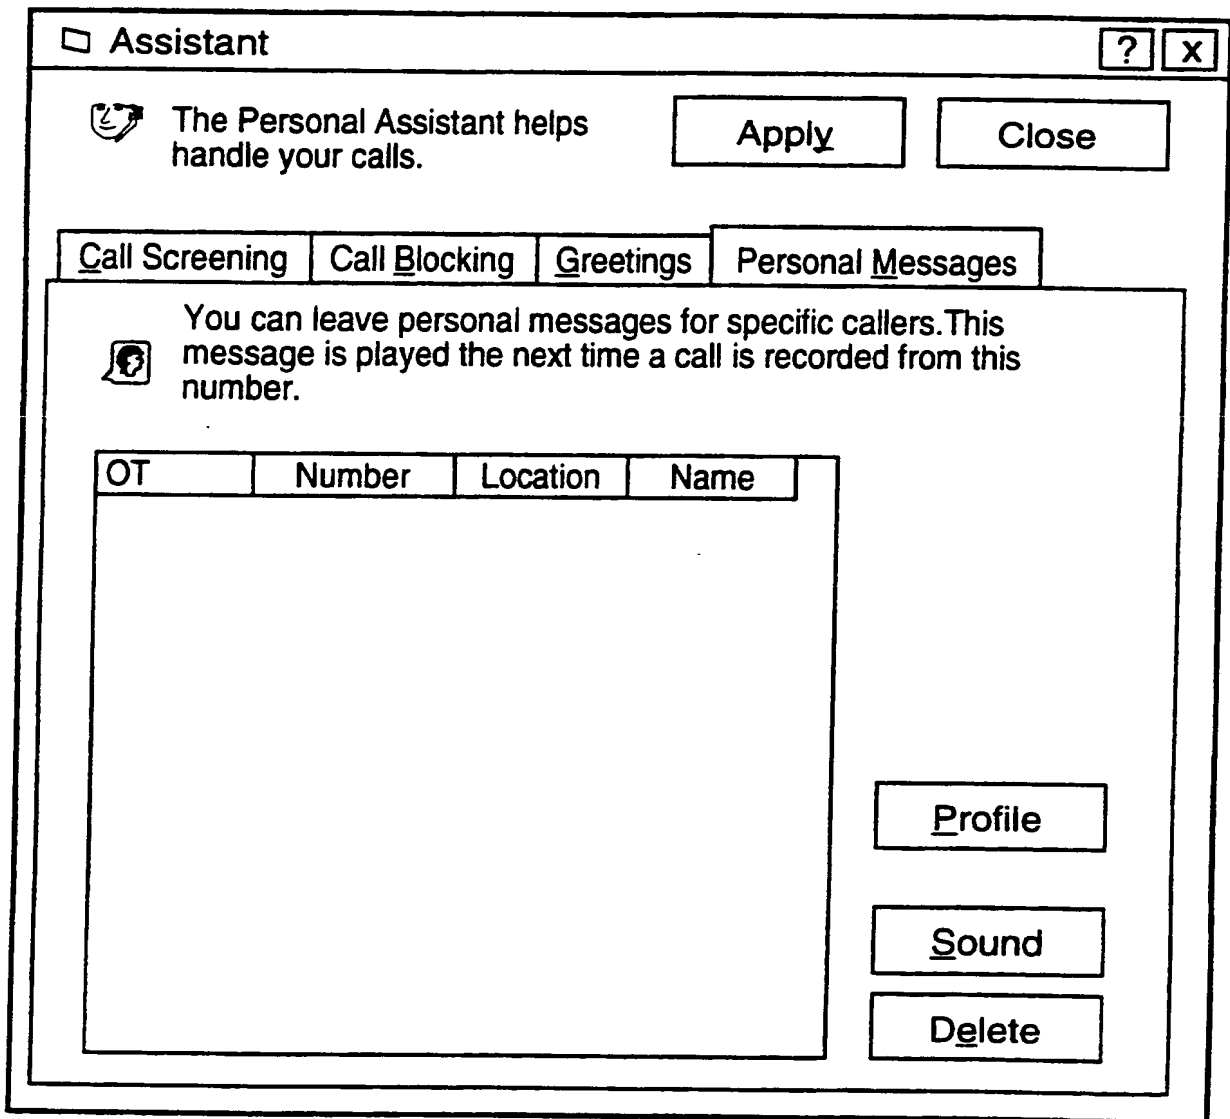 Assistant
? X
The Personal Assistant helps
handle your calls.
Apply
Close
Call Screening
Call Blocking
Greetings
Personal Messages
You can leave personal messages for specific callers.This
message is played the next time a call is recorded from this
number.
OT
Number
Location
Name
Profile
Sound
Delete